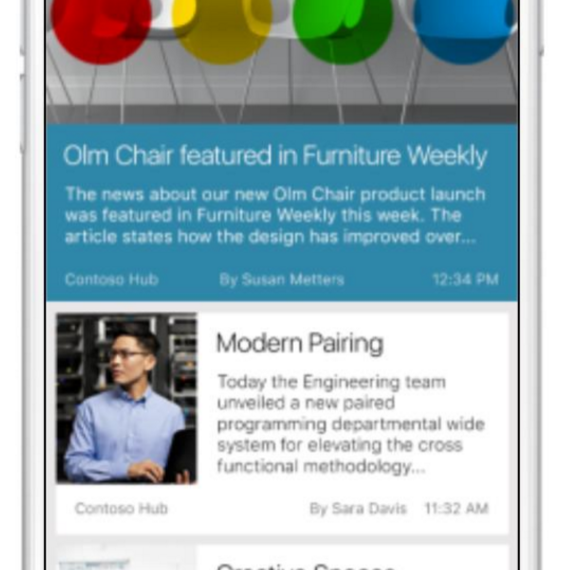 Olm Chair featured in Furniture Weekly
The news about our new Olm Chair product launch
was featured in Furniture Weekly this week. The
article states how the design has improved over...
Contoso Hub By Susan Metters 12:34 PM
Modern Pairing
Today the Engineering team
unveiled a new paired
programming departmental wide
system for elevating the cross
functional methodology...
Contoso Hub By Sara Davis 11:32 AM